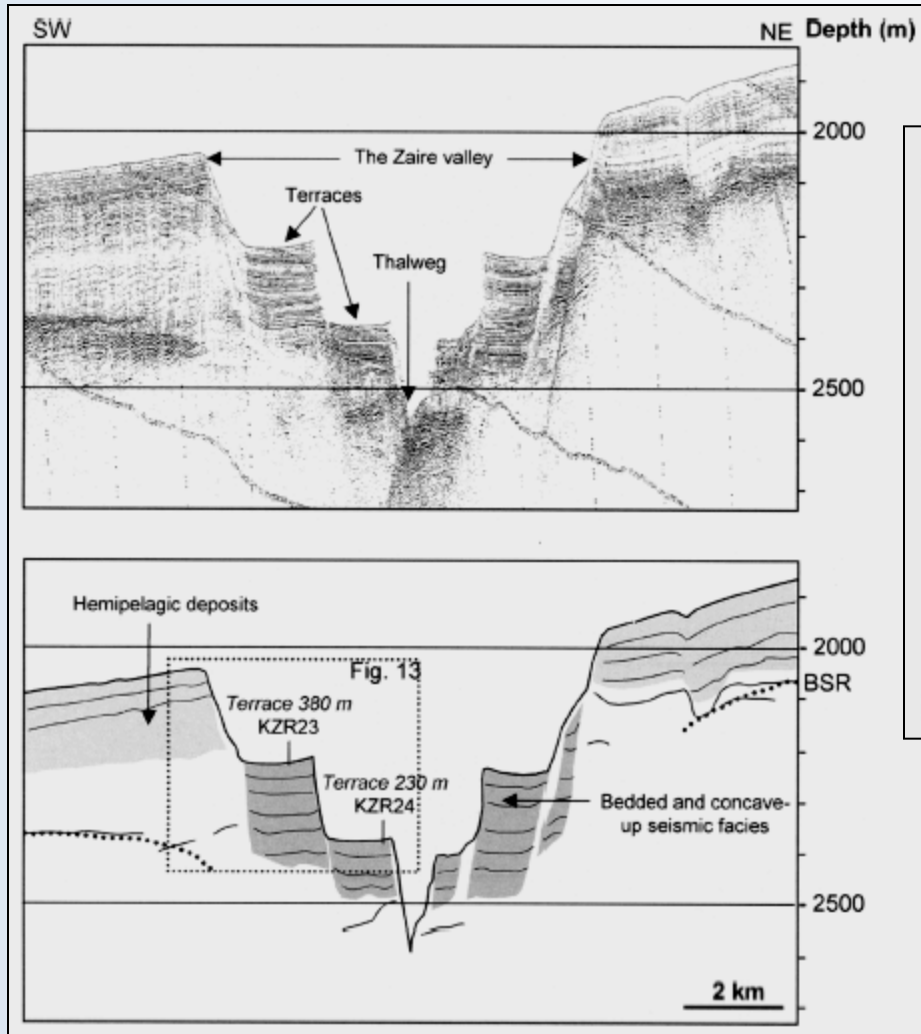 SW
NE Depth (m)
2000
The Zaire valley
Terraces
Thalweg
2500
Hemipelagic deposits
2000
Fig. 13
BSR
Terrace 380 m
KZR23
Terrace 230 m
KZR24
Bedded and concave-
up seismic facies
2500
2 km